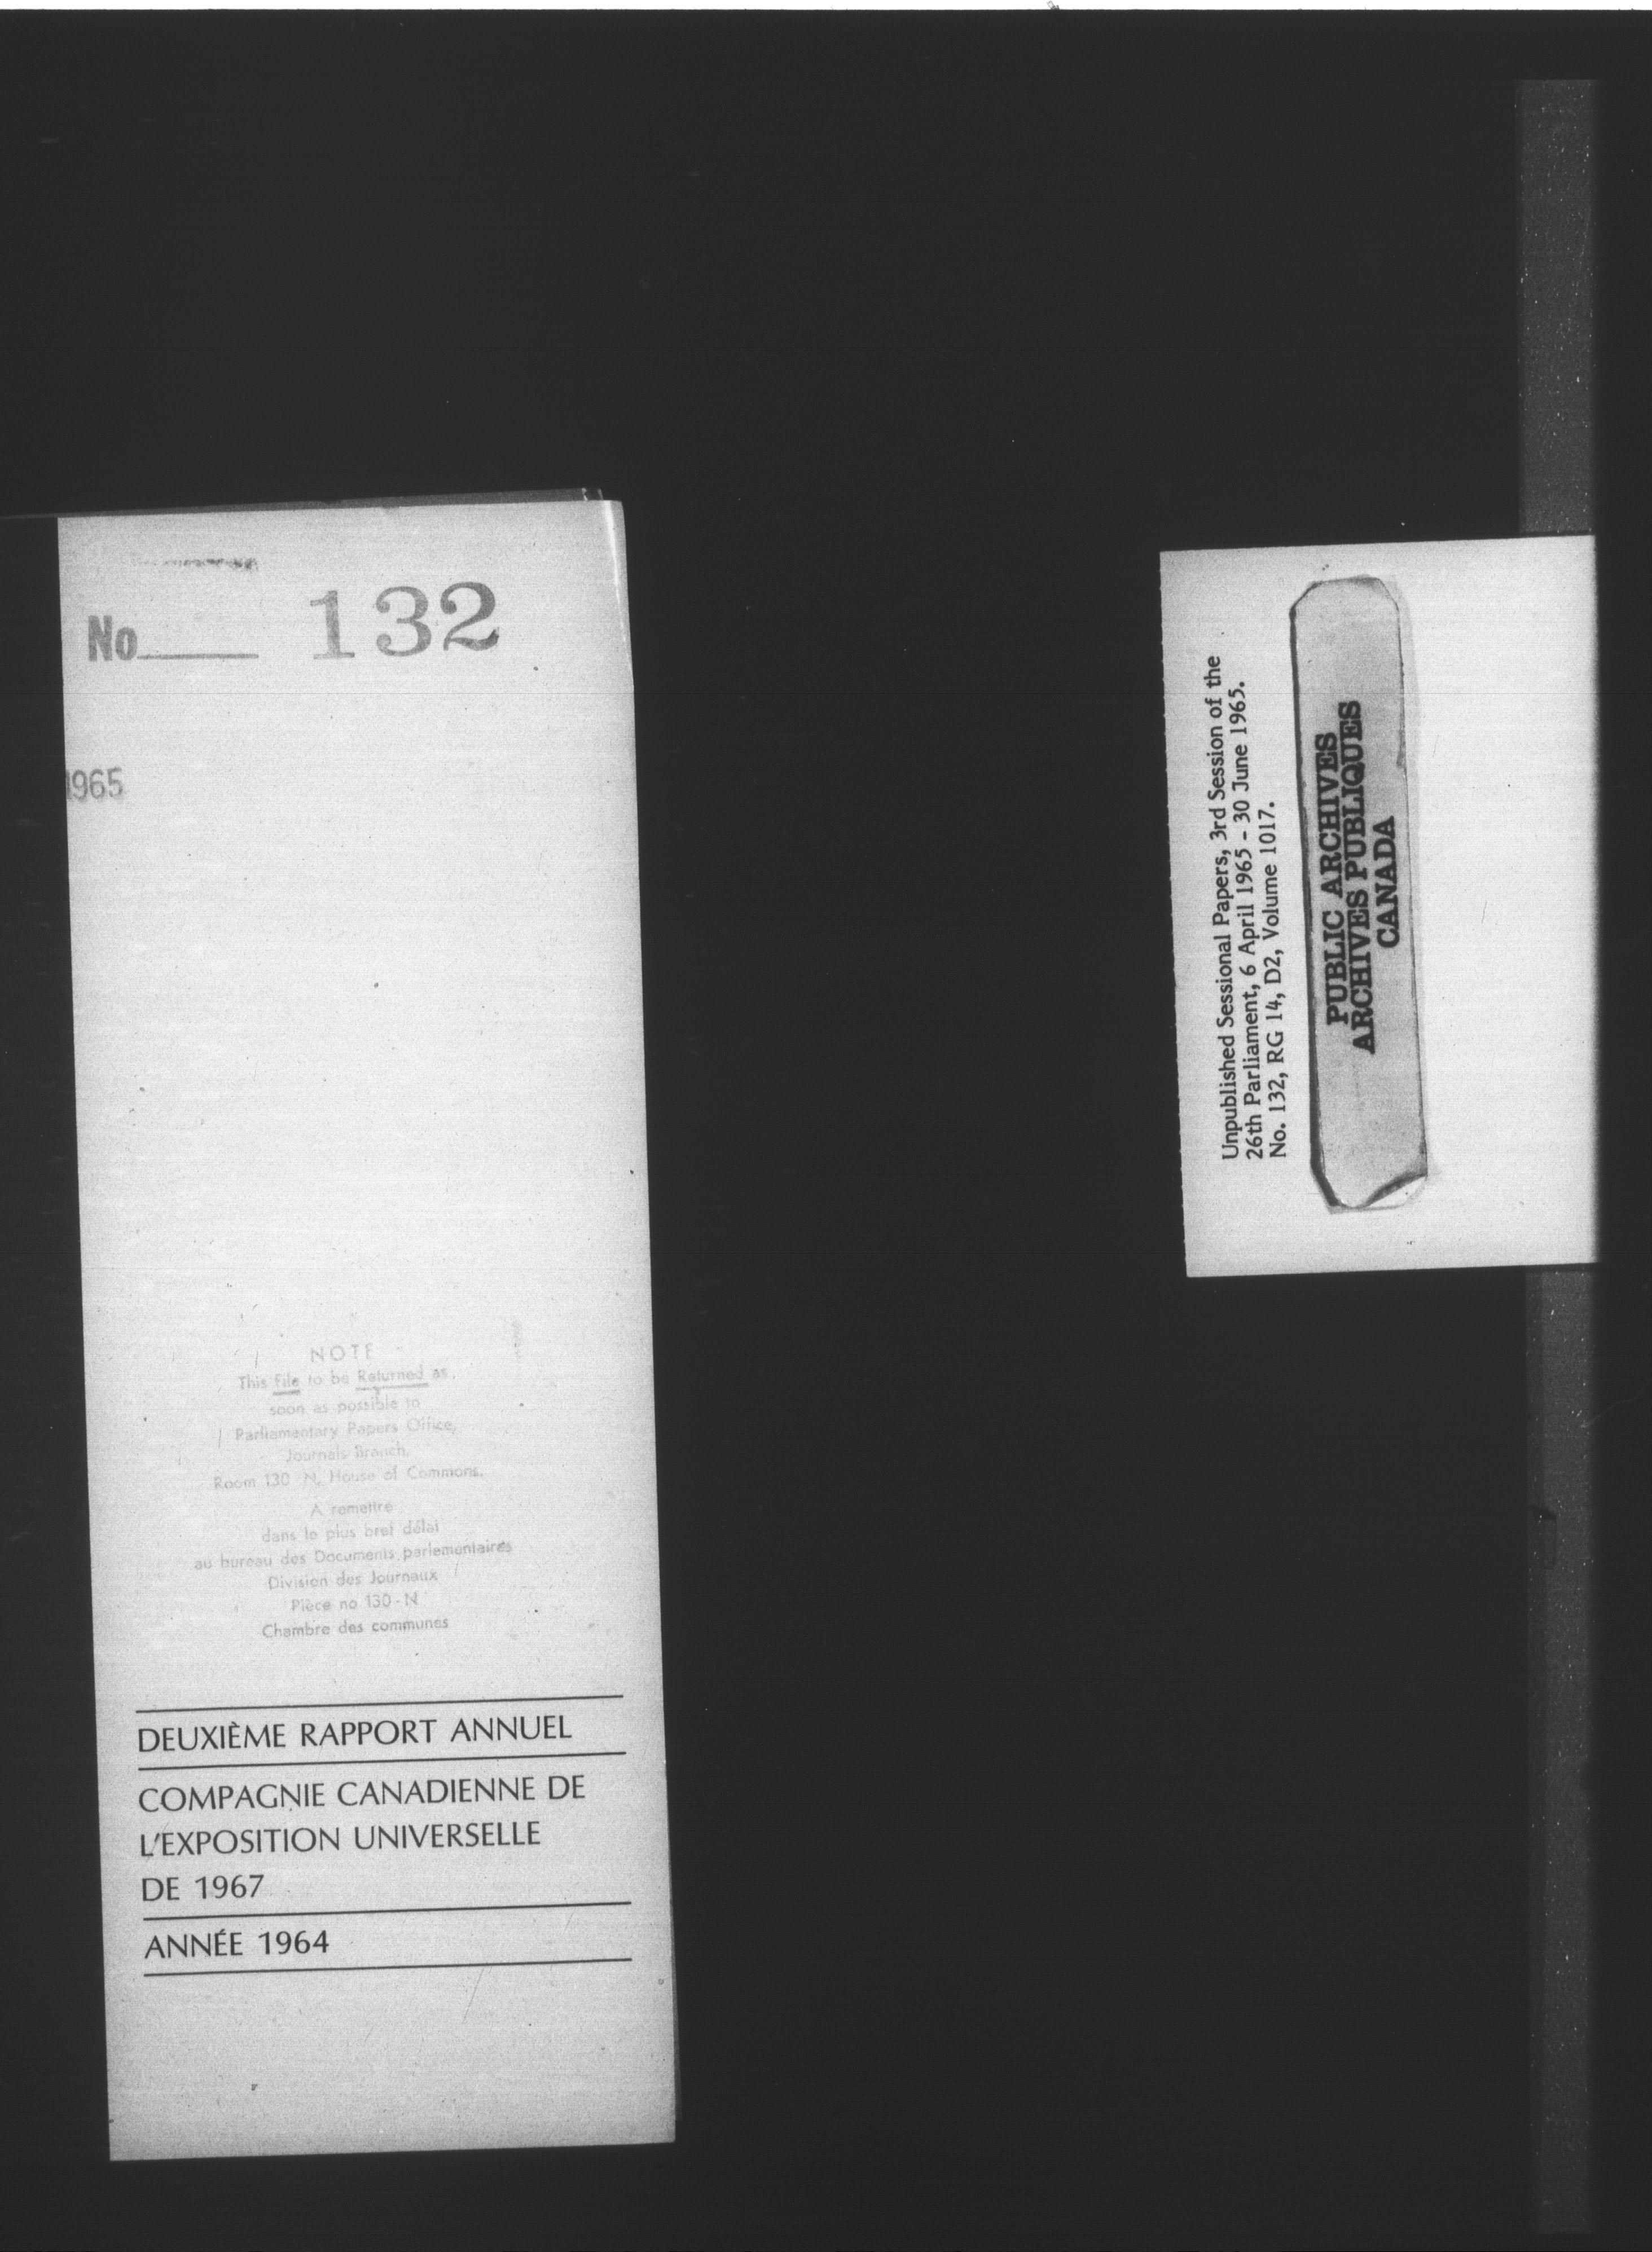 No 132
1965
NOTE
This file to be Returned as
soon as possible to
Parliamentary Papers Office,
Journals Branch,
Room 130 N, House of Commons.
A remettre
dans le plus bref délai
au bureau des Documents parlementaires
Division des Journaux
Pièce no 130-N
Chambre des communes
DEUXIÈME RAPPORT ANNUEL
COMPAGNIE CANADIENNE DE
L'EXPOSITION UNIVERSELLE
DE 1967
ANNÉE 1964
Unpublished Sessional Papers, 3rd Session of the
26th Parliament, 6 April 1965 - 30 June 1965.
No. 132, RG 14, D2, Volume 1017.
PUBLIC ARCHIVES
ARCHIVES PUBLIQUES
CANADA